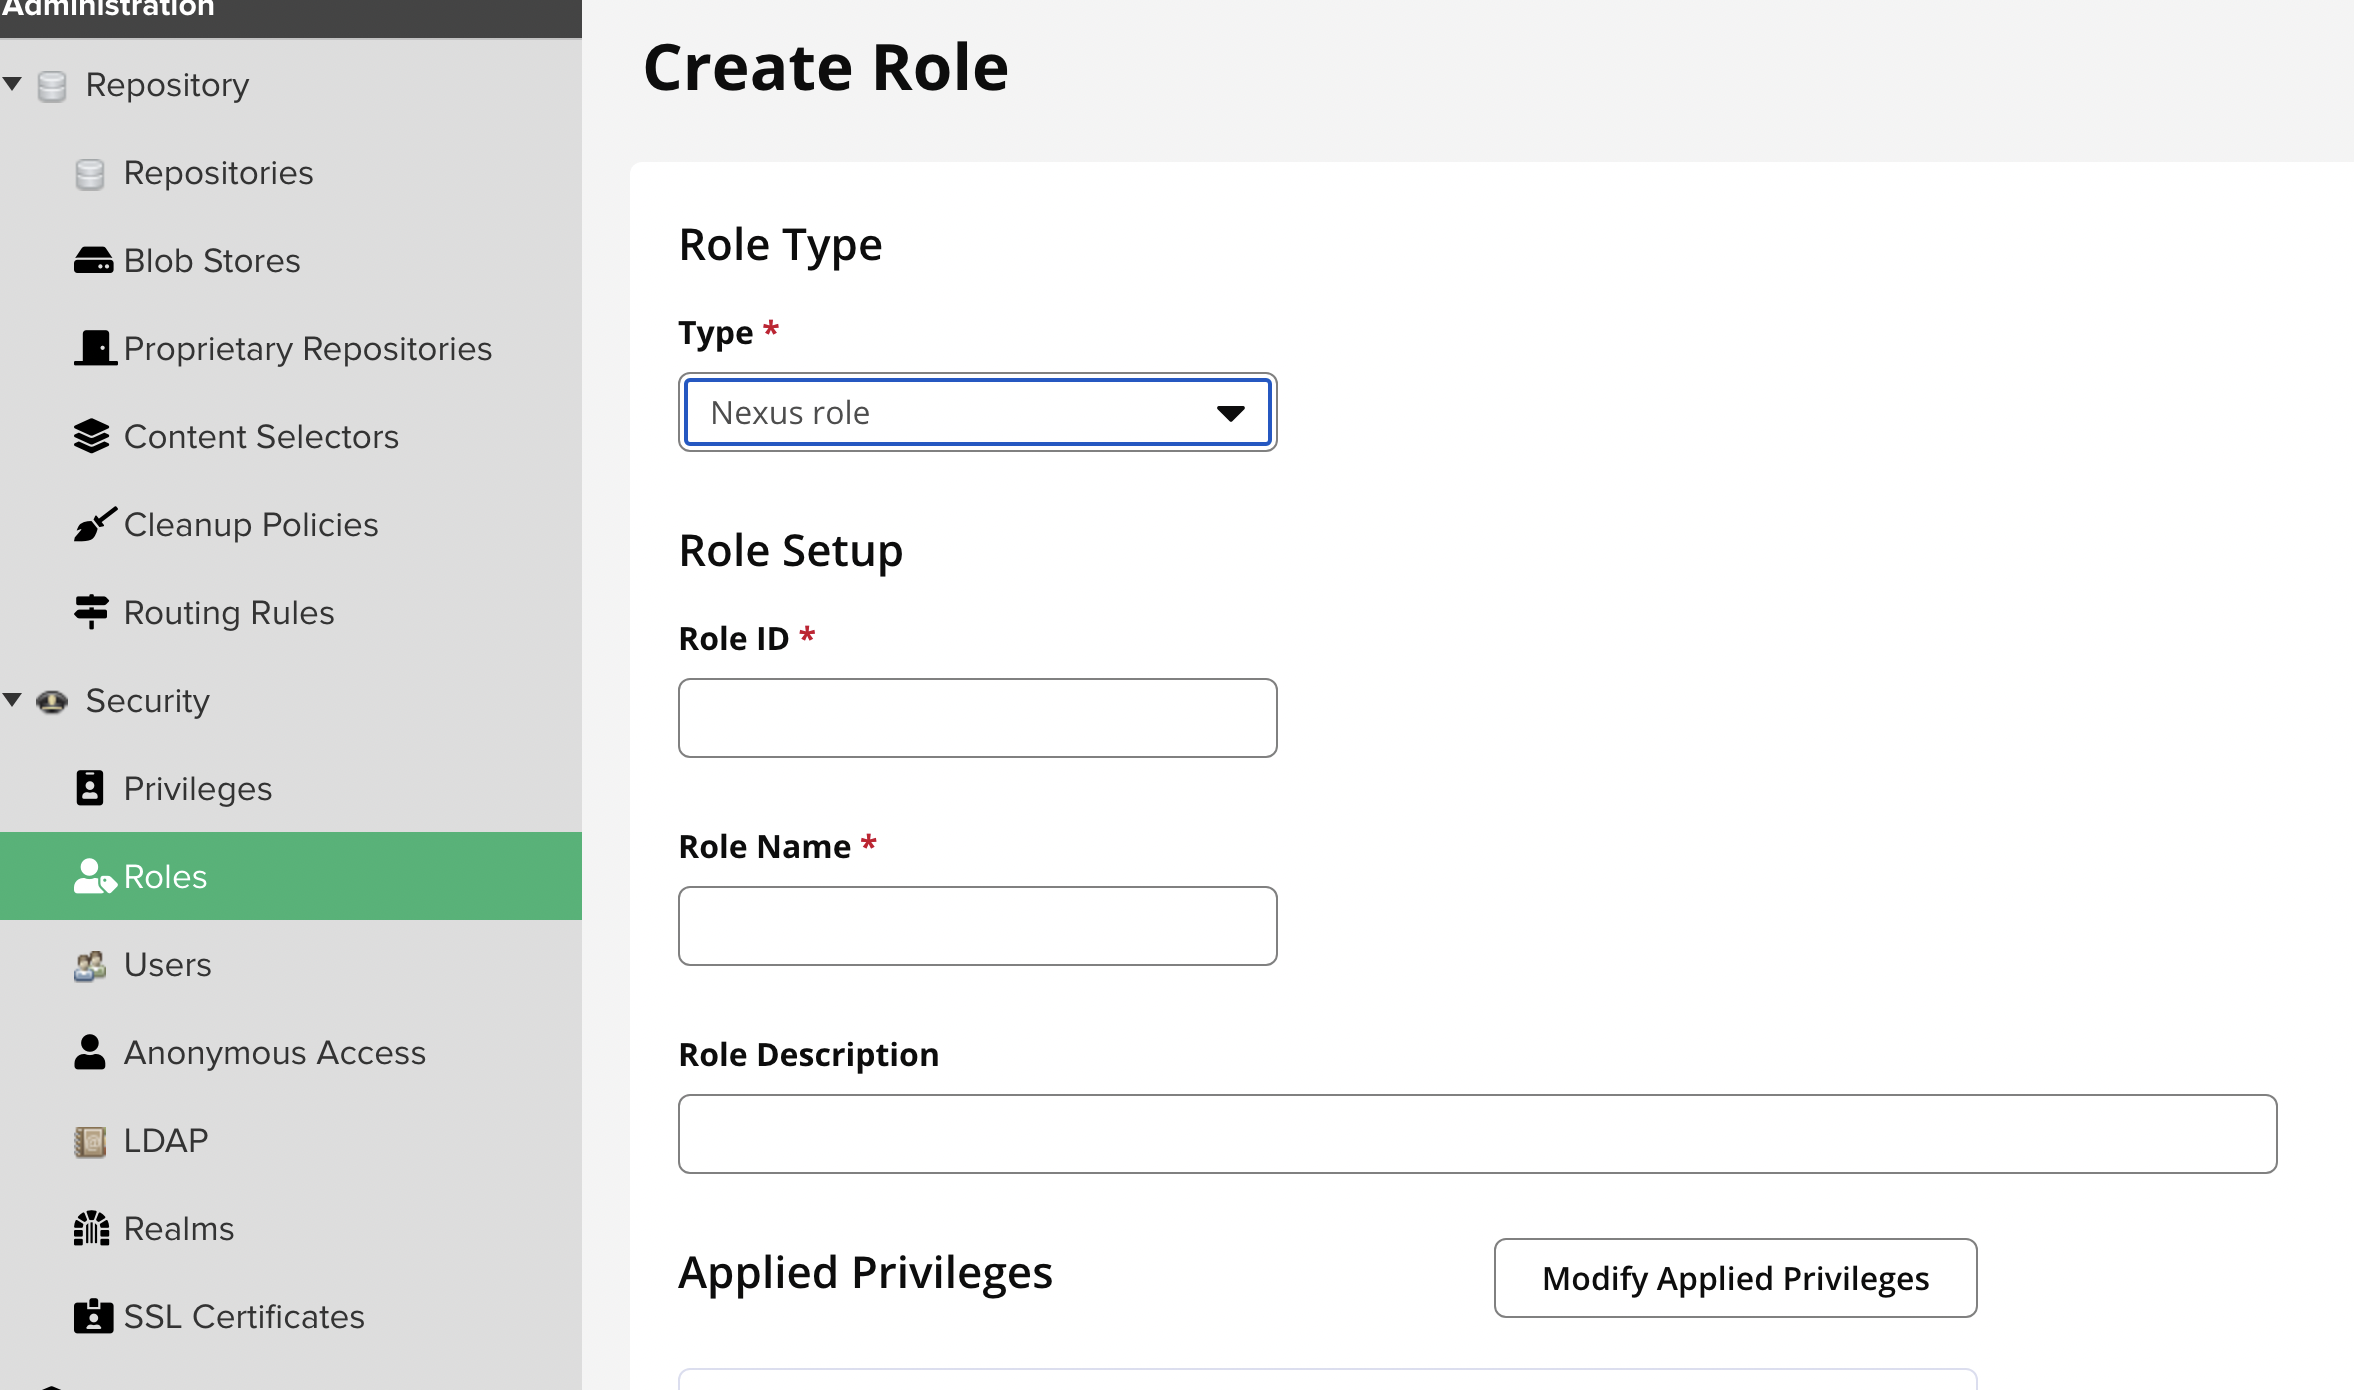 Administration
Repository
Repositories
Blob Stores
Proprietary Repositories
Content Selectors
Cleanup Policies
Routing Rules
Security
Privileges
Roles
Users
Anonymous Access
LDAP
Realms
SSL Certificates
Create Role
Role Type
Type *
Nexus role
Role Setup
Role ID *
Role Name *
Role Description
Applied Privileges
Modify Applied Privileges